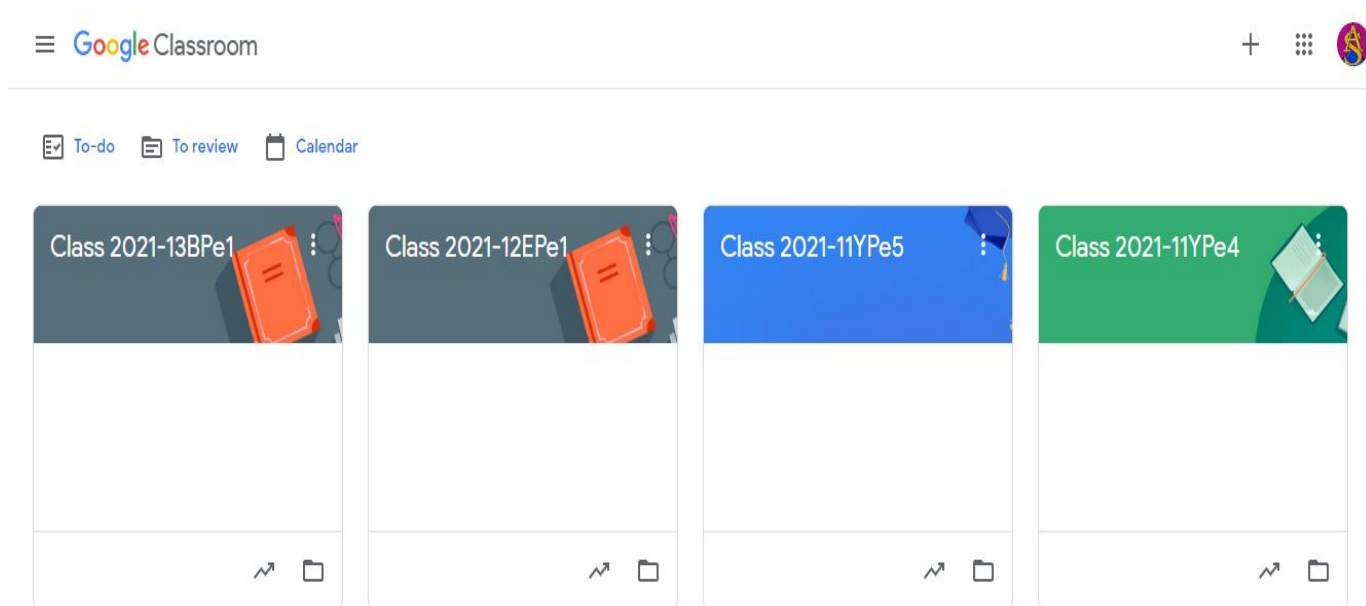 Google Classroom
To-do To review Calendar
Class 2021-13BPe1 Class 2021-12EPe1 Class 2021-11YPe5 Class 2021-11YPe4